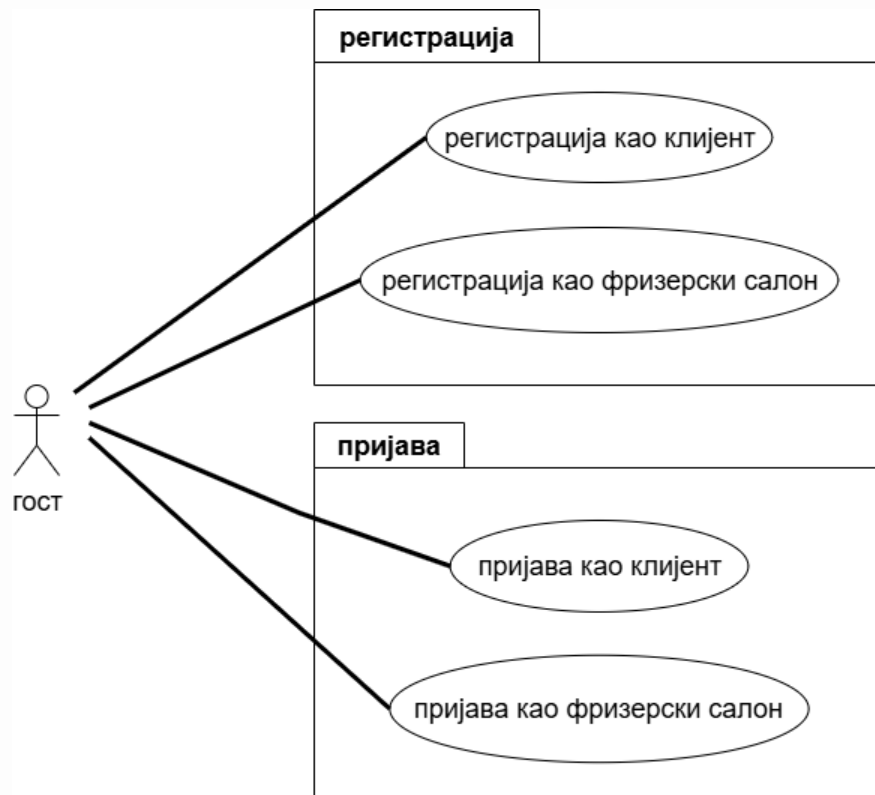 регистрација
регистрација као клијент
регистрација као фризерски салон
гост
пријава
пријава као клијент
пријава као фризерски салон